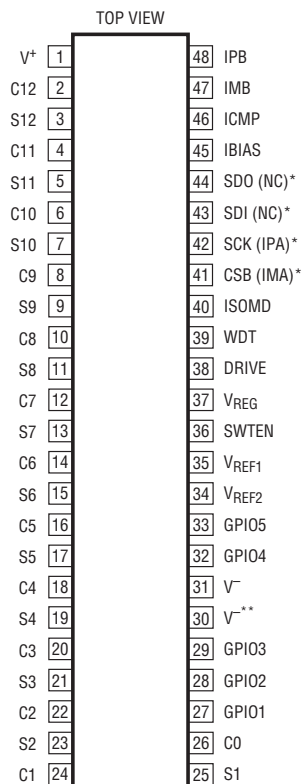 TOP VIEW
V+ 1 48 IPB
C12 2 47 IMB
S12 3 46 ICMP
C11 4 45 IBIAS
S11 5 44 SDO (NC)*
C10 6 43 SDI (NC)*
S10 7 42 SCK (IPA)*
C9 8 41 CSB (IMA)*
S9 9 40 ISOMD
C8 10 39 WDT
S8 11 38 DRIVE
C7 12 37 VREG
S7 13 36 SWTEN
C6 14 35 VREF1
S6 15 34 VREF2
C5 16 33 GPIO5
S5 17 32 GPIO4
C4 18 31 V–
S4 19 30 V–**
C3 20 29 GPIO3
S3 21 28 GPIO2
C2 22 27 GPIO1
S2 23 26 C0
C1 24 25 S1